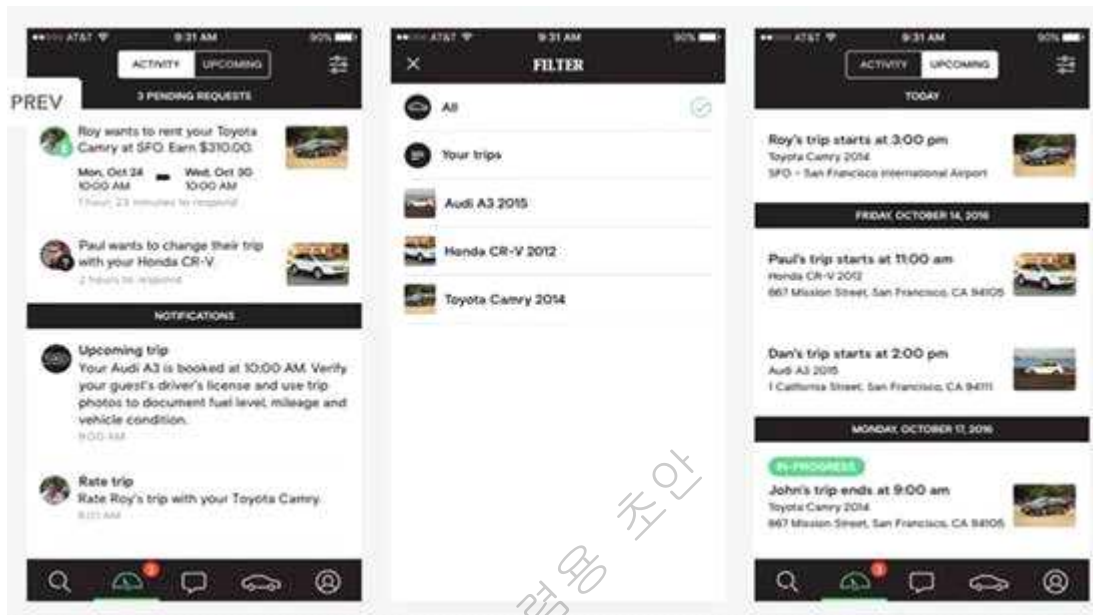 AT&T
9:31 AM
90%
ACTIVITY
UPCOMING
PREV
3 PENDING REQUESTS
Roy wants to rent your Toyota
Camry at SFO. Earn $310.00.
Mon, Oct 24
Wed, Oct 30
10:00 AM
10:00 AM
1 hour, 23 minutes to respond
Paul wants to change their trip
with your Honda CR-V
2 hours to respond
NOTIFICATIONS
Upcoming trip
Your Audi A3 is booked at 10:00 AM. Verify
your guest's driver's license and use trip
photos to document fuel level, mileage and
vehicle condition.
9:00 AM
Rate trip
Rate Roy's trip with your Toyota Camry.
AT&T
9:31 AM
90%
FILTER
All
Your trips
Audi A3 2015
Honda CR-V 2012
Toyota Camry 2014
AT&T
9:31 AM
90%
ACTIVITY
UPCOMING
TODAY
Roy's trip starts at 3:00 pm
Toyota Camry 2014
SFO - San Francisco International Airport
FRIDAY, OCTOBER 14, 2016
Paul's trip starts at 11:00 am
Honda CR-V 2012
667 Mission Street, San Francisco, CA 94105
Dan's trip starts at 2:00 pm
Audi A3 2015
1 California Street, San Francisco, CA 94111
MONDAY, OCTOBER 17, 2016
IN-PROGRESS
John's trip ends at 9:00 am
Toyota Camry 2014
667 Mission Street, San Francisco, CA 94105
초안